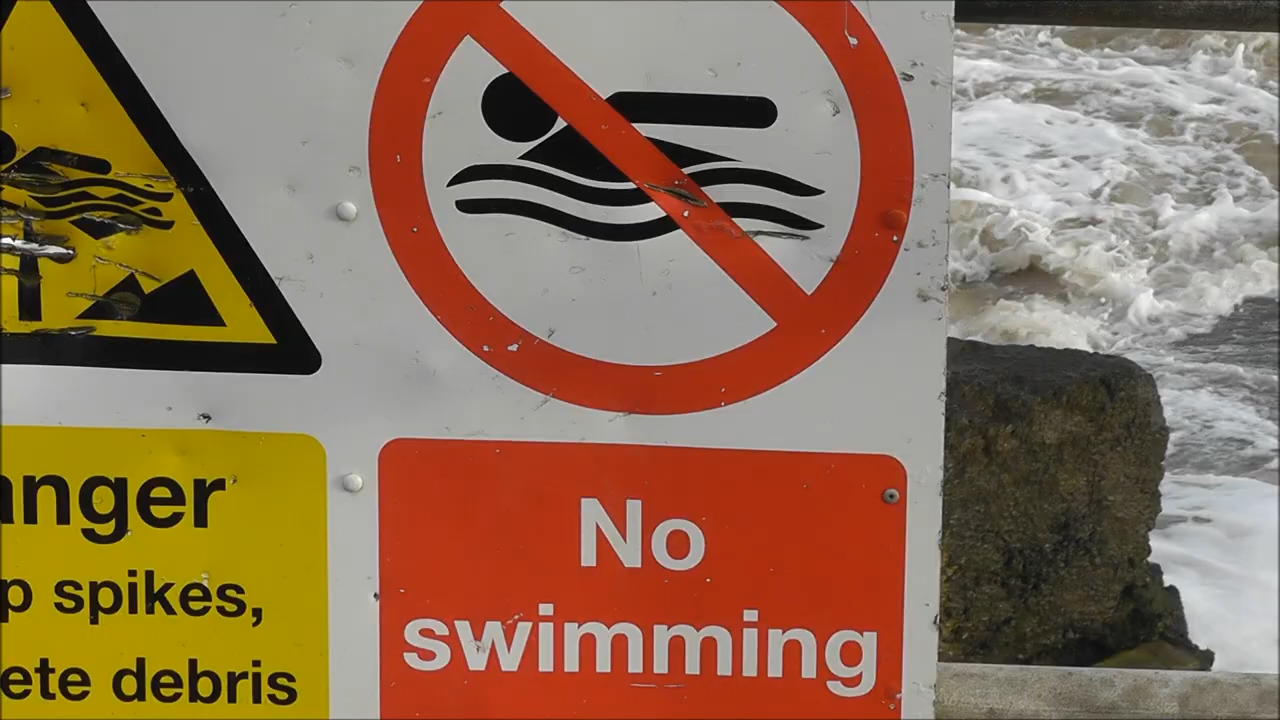 anger
p spikes,
ete debris
No
swimming